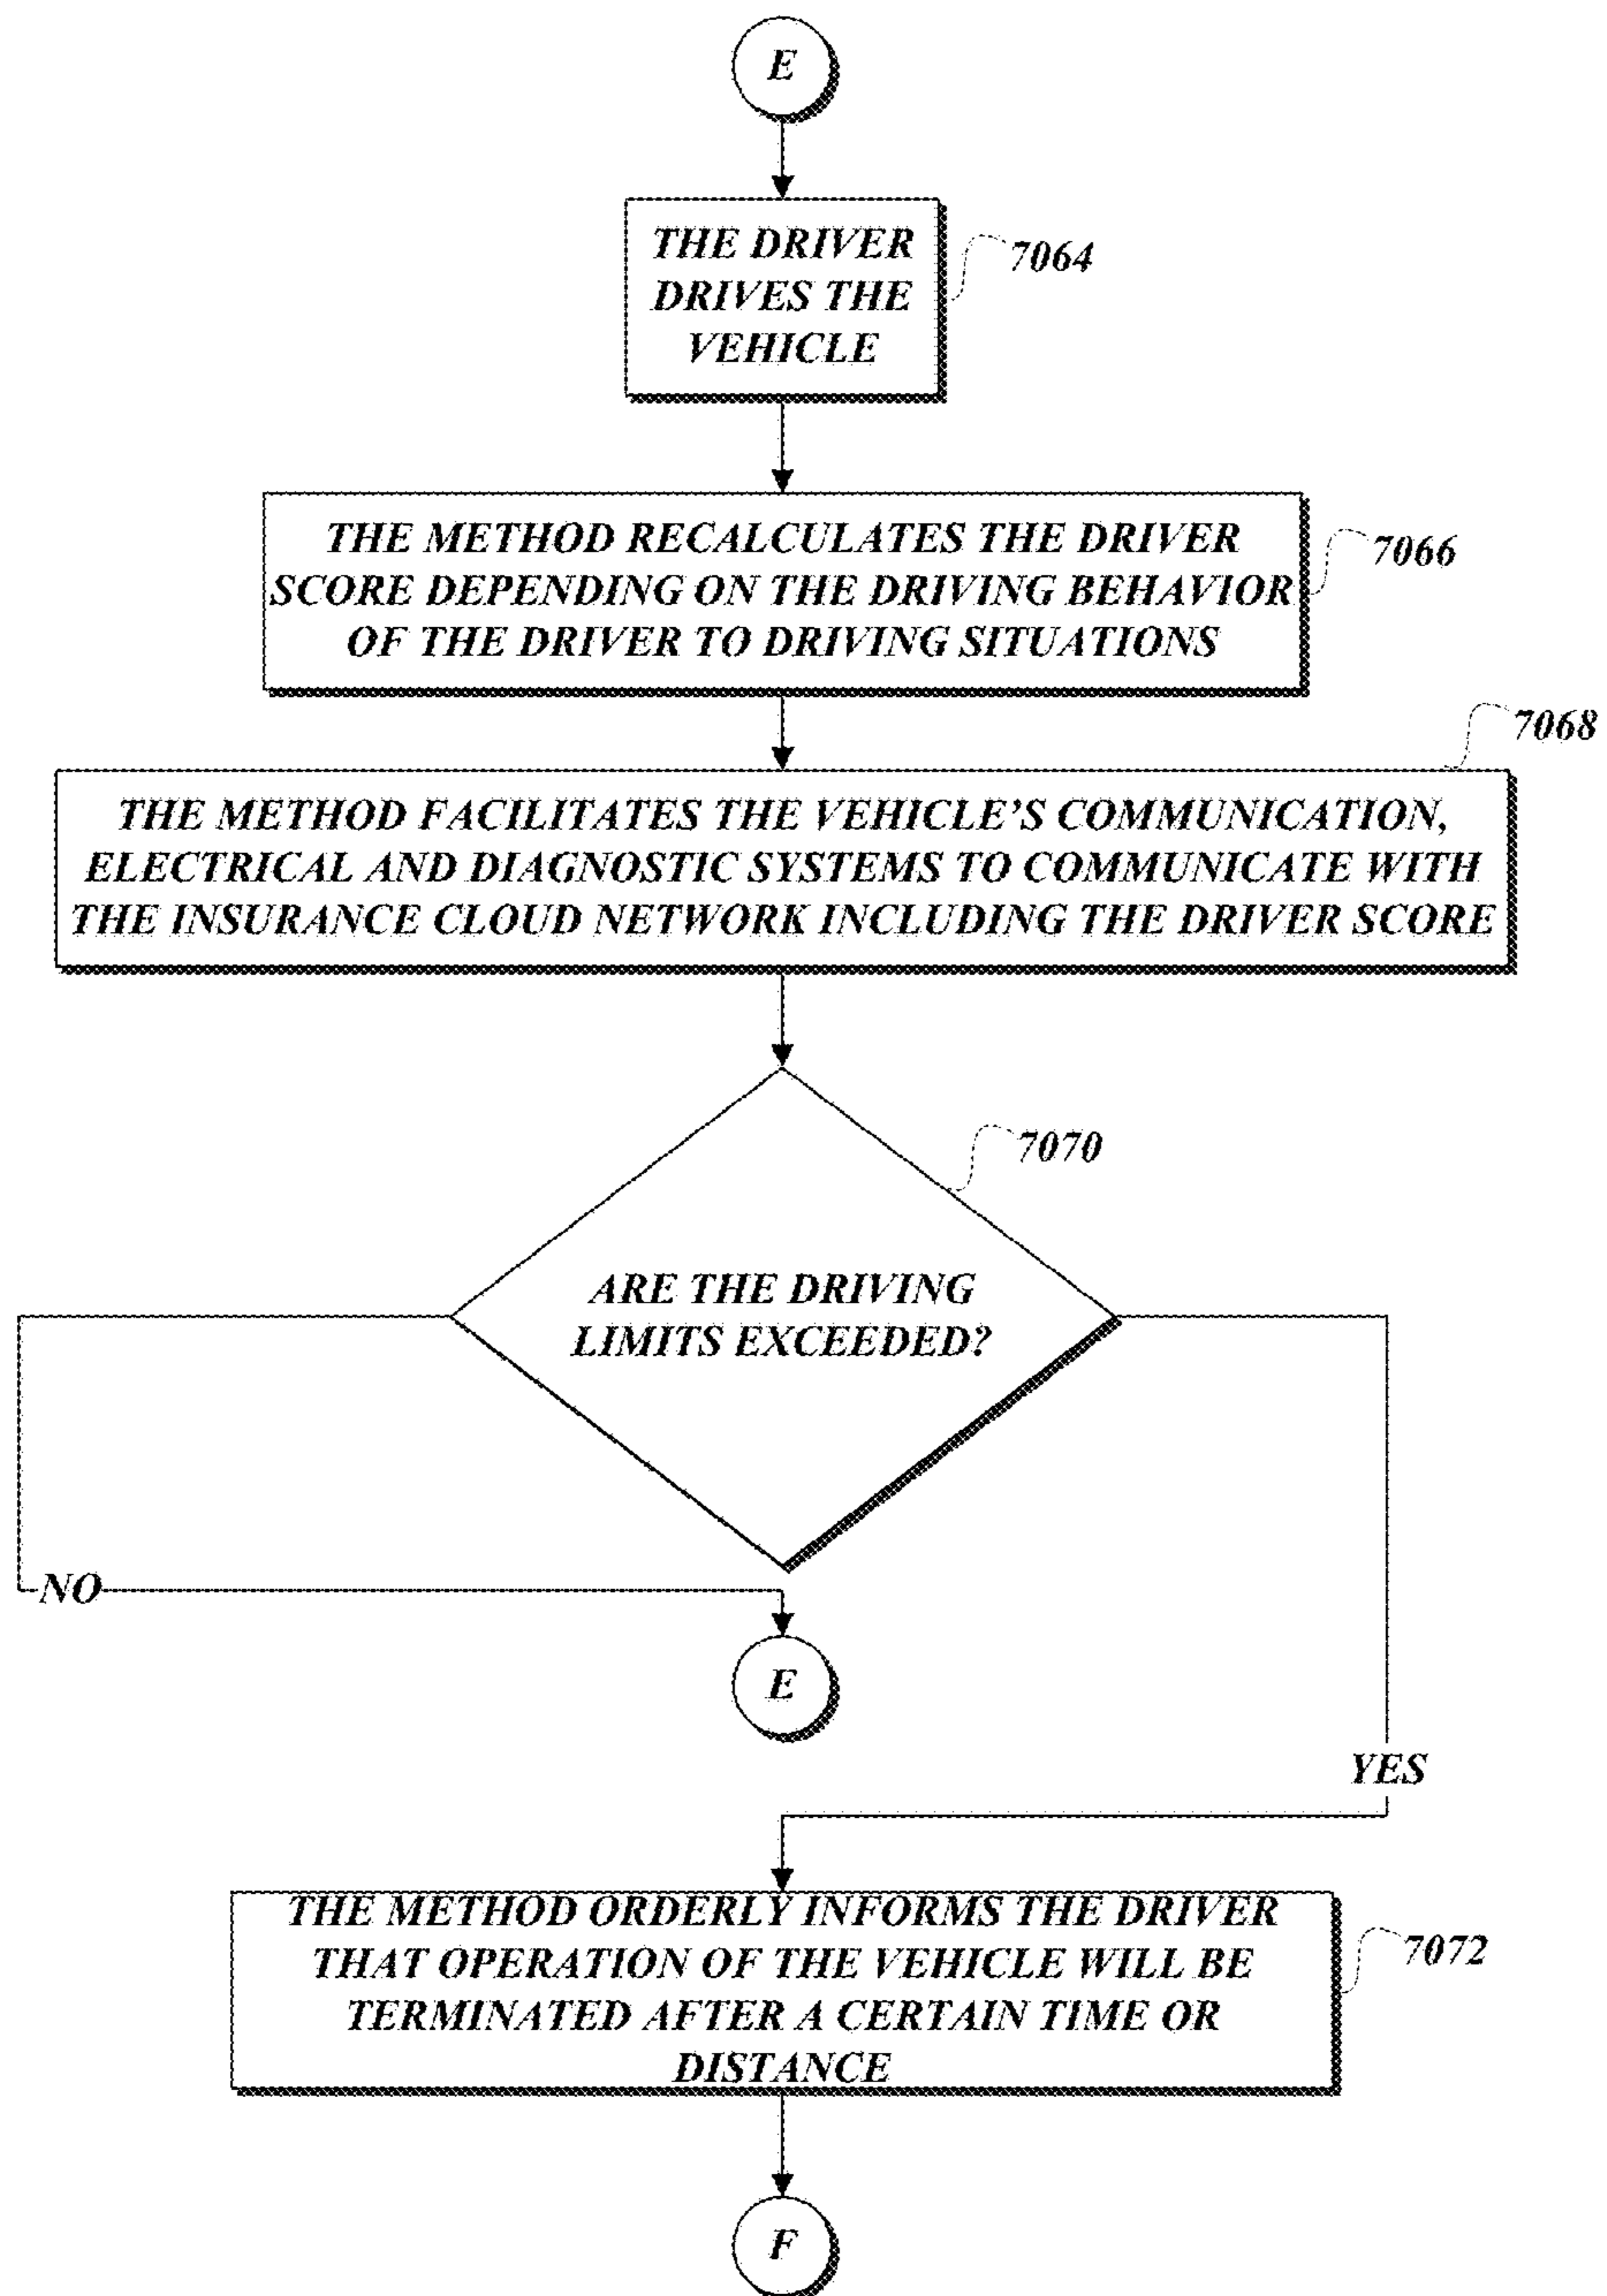 E
THE DRIVER
DRIVES THE
VEHICLE
7064
THE METHOD RECALCULATES THE DRIVER
SCORE DEPENDING ON THE DRIVING BEHAVIOR
OF THE DRIVER TO DRIVING SITUATIONS
7066
7068
THE METHOD FACILITATES THE VEHICLE'S COMMUNICATION,
ELECTRICAL AND DIAGNOSTIC SYSTEMS TO COMMUNICATE WITH
THE INSURANCE CLOUD NETWORK INCLUDING THE DRIVER SCORE
7070
ARE THE DRIVING
LIMITS EXCEEDED?
NO
E
YES
THE METHOD ORDERLY INFORMS THE DRIVER
THAT OPERATION OF THE VEHICLE WILL BE
TERMINATED AFTER A CERTAIN TIME OR
DISTANCE
7072
F